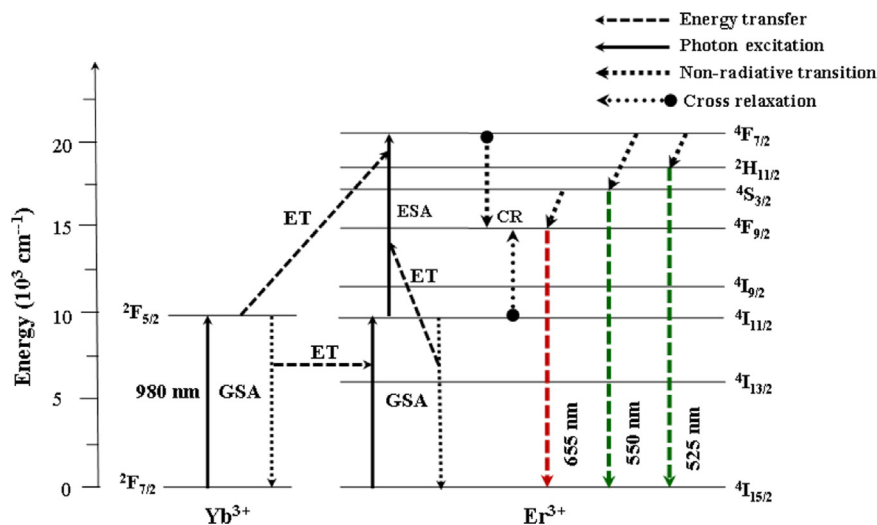 Energy transfer
Photon excitation
Non-radiative transition
Cross relaxation
Energy (10³ cm⁻¹)
20
15
10
5
0
⁴F₇/₂
²H₁₁/₂
⁴S₃/₂
⁴F₉/₂
⁴I₉/₂
⁴I₁₁/₂
⁴I₁₃/₂
⁴I₁₅/₂
²F₅/₂
²F₇/₂
ET
ESA
CR
ET
ET
980 nm
GSA
GSA
655 nm
550 nm
525 nm
Yb³⁺
Er³⁺